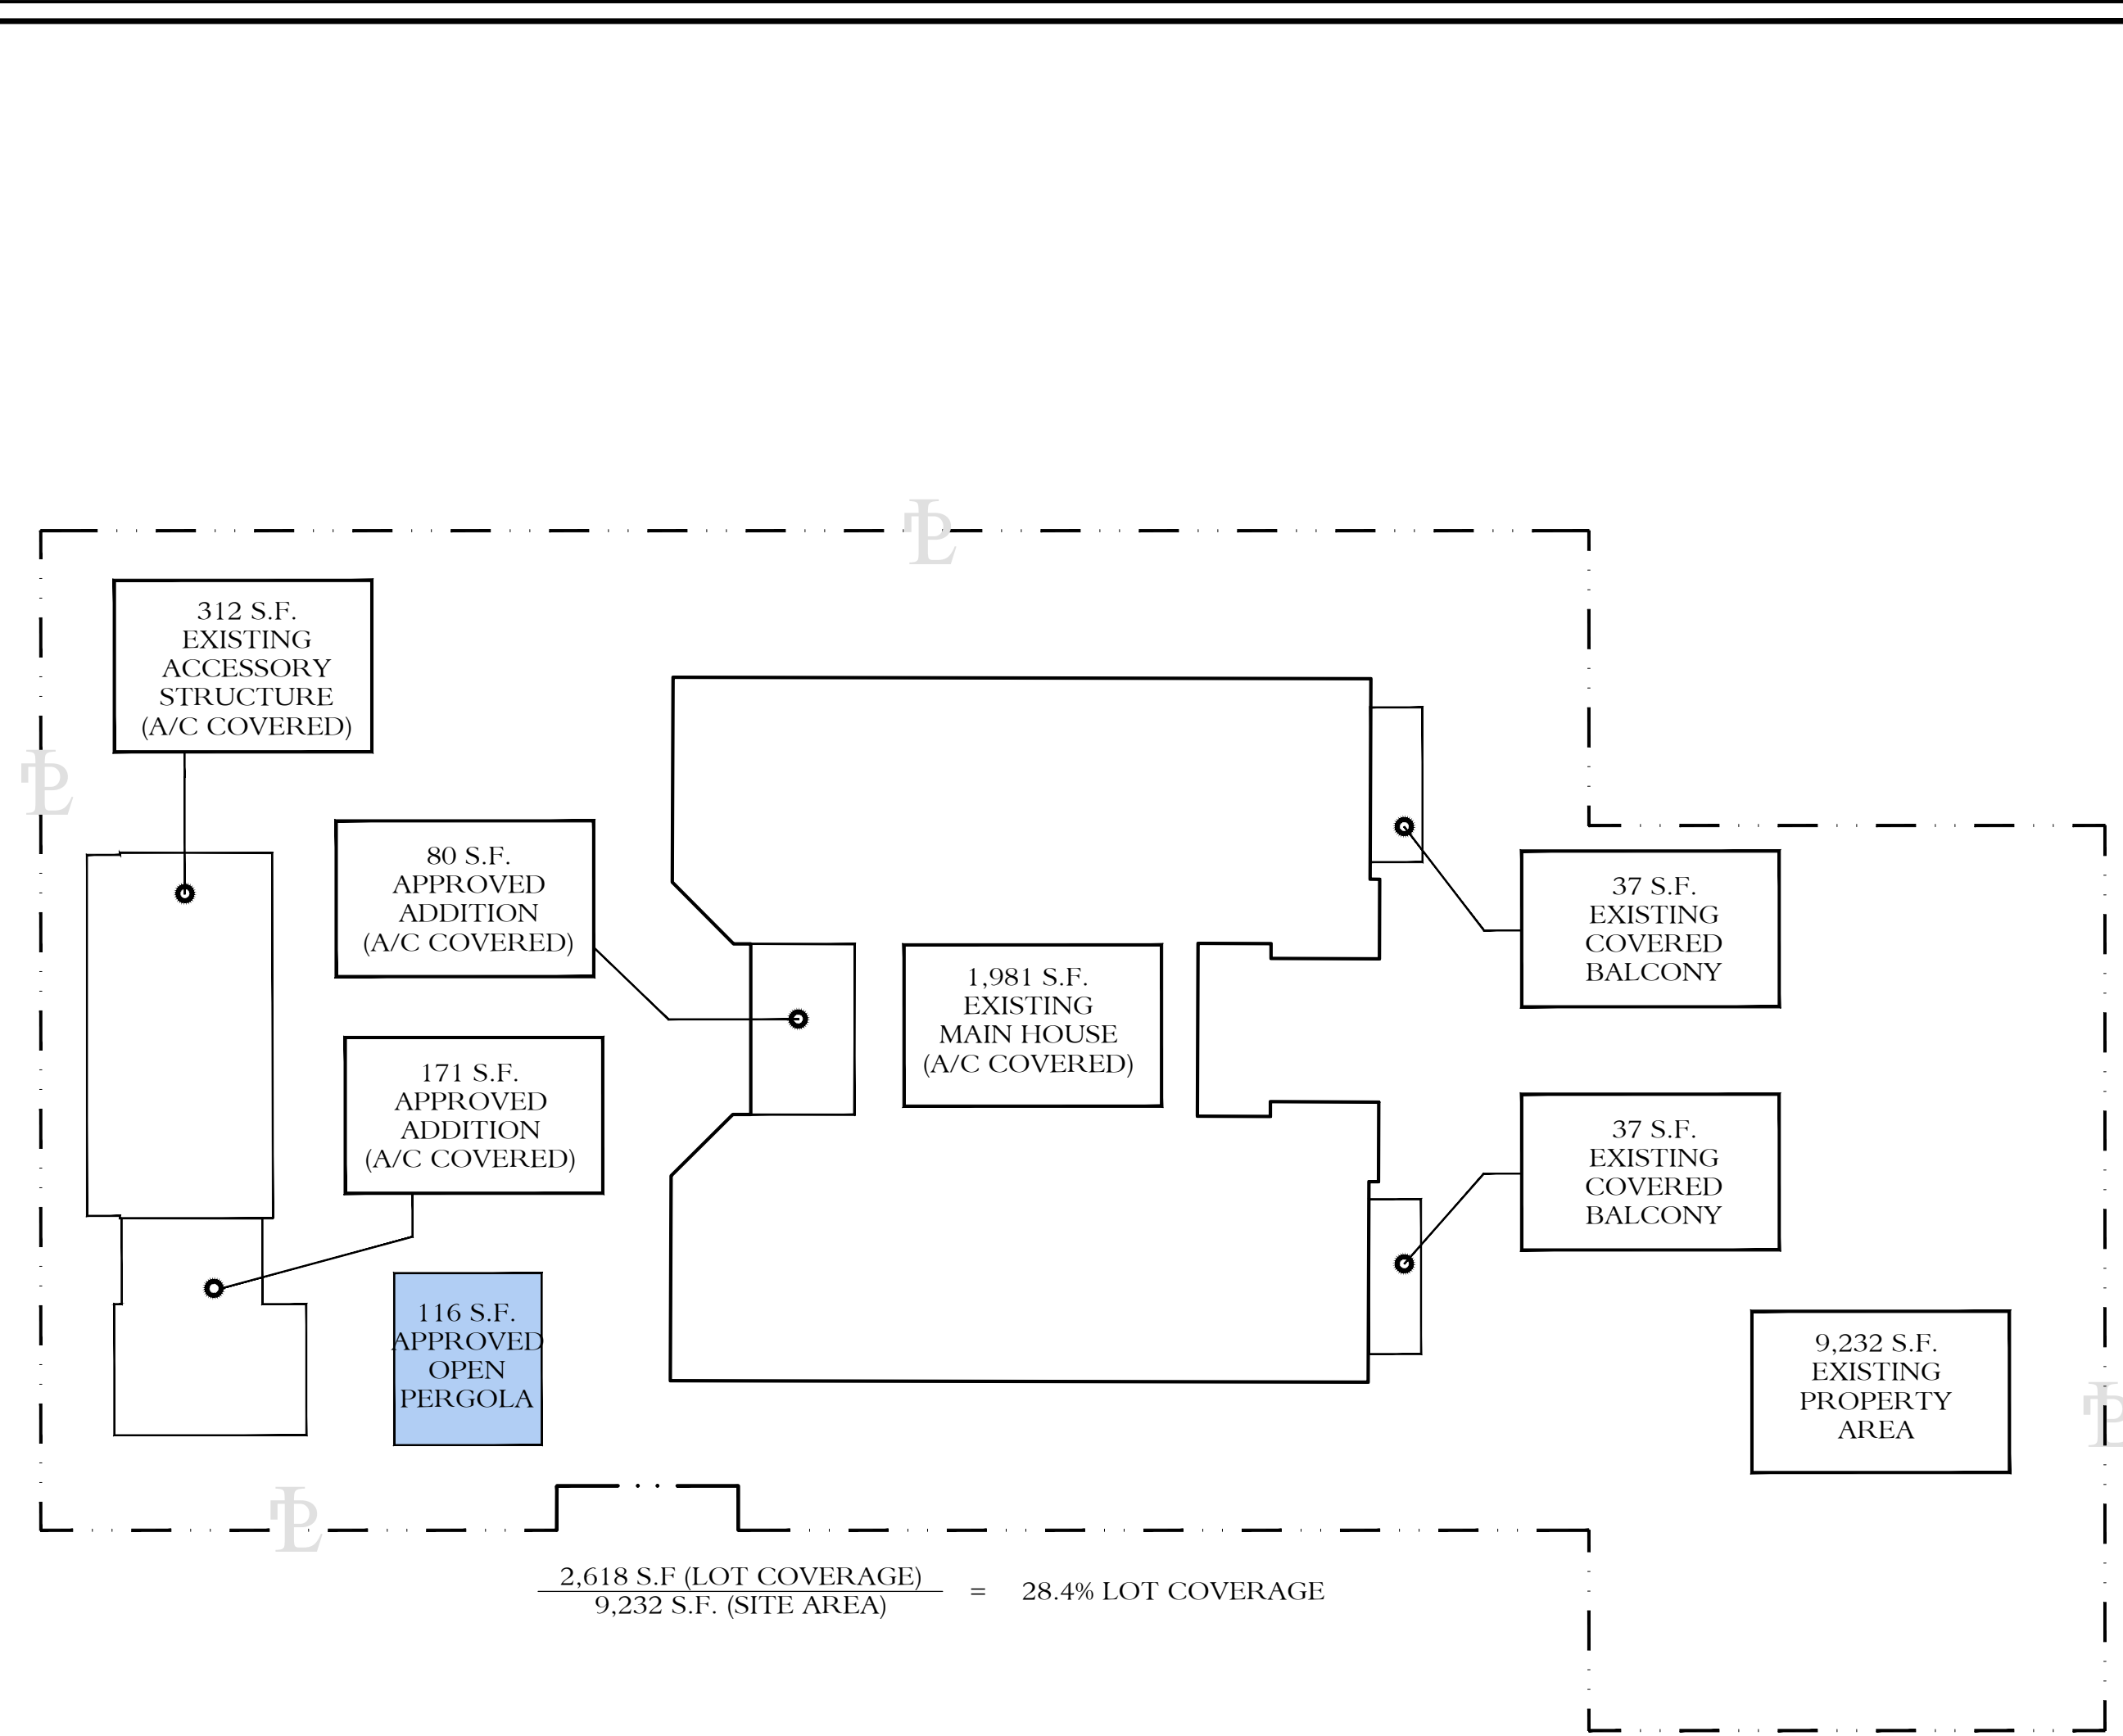 312 S.F.
EXISTING
ACCESSORY
STRUCTURE
(A/C COVERED)
80 S.F.
APPROVED
ADDITION
(A/C COVERED)
37 S.F.
EXISTING
COVERED
BALCONY
1,981 S.F.
EXISTING
MAIN HOUSE
(A/C COVERED)
171 S.F.
APPROVED
ADDITION
(A/C COVERED)
37 S.F.
EXISTING
COVERED
BALCONY
116 S.F.
APPROVED
OPEN
PERGOLA
9,232 S.F.
EXISTING
PROPERTY
AREA
2,618 S.F (LOT COVERAGE)
9,232 S.F. (SITE AREA)
= 28.4% LOT COVERAGE